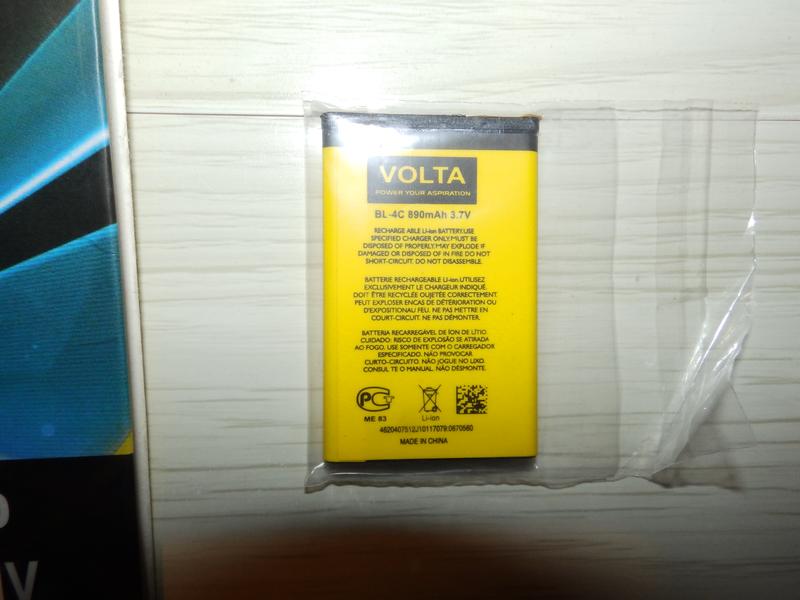 VOLTA
POWER YOUR ASPIRATION
BL-4C 890mAh 3.7V
RECHARGE ABLE Li-ion BATTERY.USE
SPECIFIED CHARGER ONLY.MUST BE
DISPOSED OF PROPERLY.MAY EXPLODE IF
DAMAGED OR DISPOSED OF IN FIRE DO NOT
SHORT-CIRCUIT. DO NOT DISASSEMBLE.
BATTERIE RECHARGEABLE Li-ion.UTILISEZ
EXCLUSIVEMENT LE CHARGEUR INDIQUÉ.
DOIT ÊTRE RECYCLÉE OUJETÉE CORRECTEMENT
PEUT EXPLOSER ENCAS DE DÉTÉRIORATION OU
D'EXPOSITIONAU FEU. NE PAS METTRE EN
COURT-CIRCUIT. NE PAS DÉMONTER.
BATTERIA RECARREGÁVEL DE ÍON DE LÍTIO.
CUIDADO: RISCO DE EXPLOSÃO SE ATIRADA
AO FOGO. USE SOMENTE COM O CARREGADOR
ESPECIFICADO. NÃO PROVOCAR
CURTO-CIRCUITO. NÃO JOGUE NO LIXO.
CONSUL TE O MANUAL. NÃO DESMONTE.
PCT
ME 83
Li-ion
4620407512J10117079:0670560
MADE IN CHINA